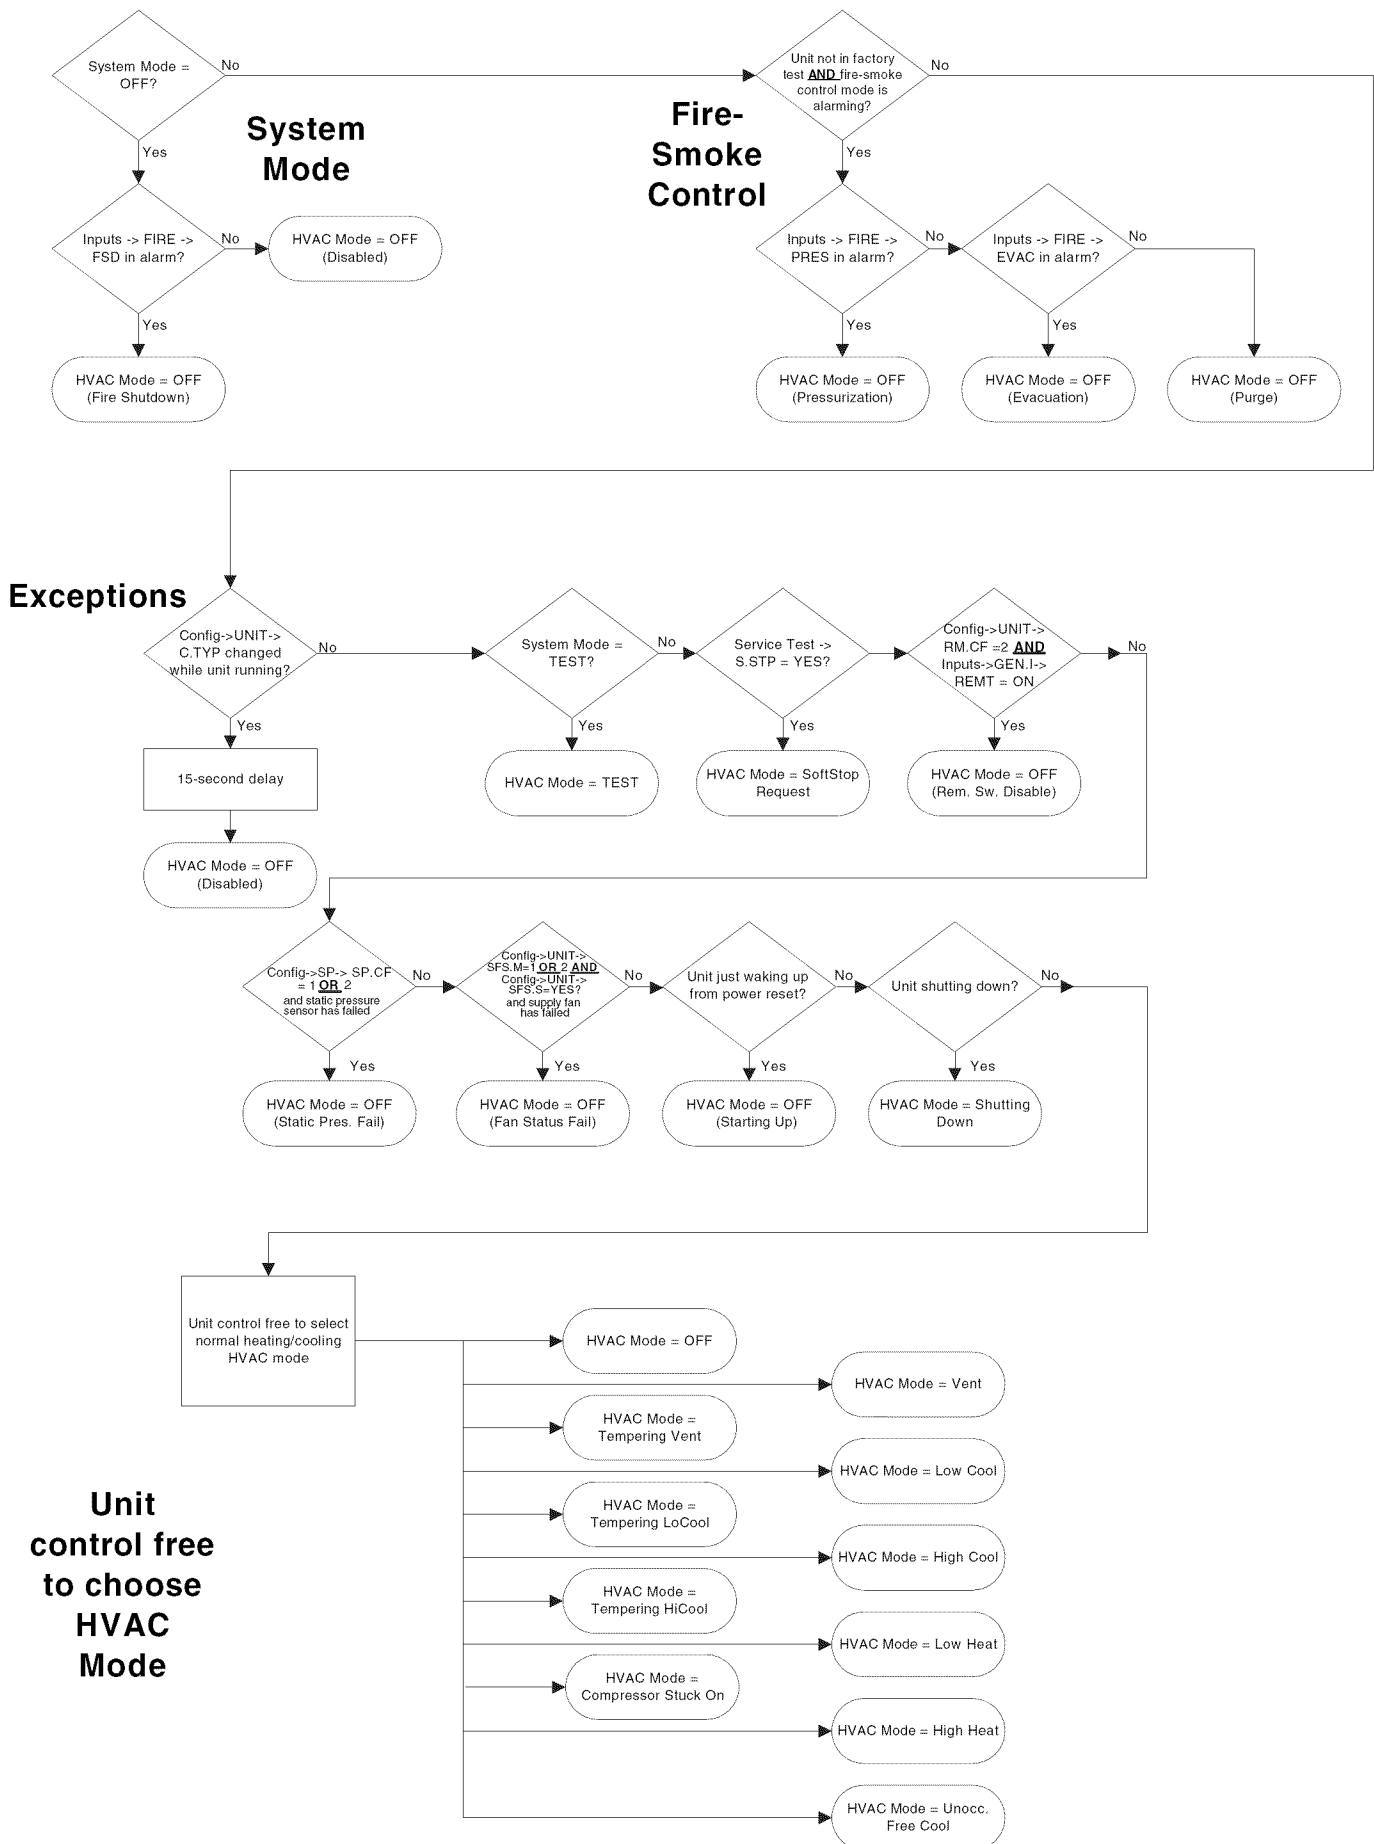 System Mode =
OFF?
No
Yes
System
Mode
Inputs -> FIRE ->
FSD in alarm?
No
Yes
HVAC Mode = OFF
(Disabled)
HVAC Mode = OFF
(Fire Shutdown)
Unit not in factory
test AND fire-smoke
control mode is
alarming?
No
Yes
Fire-
Smoke
Control
Inputs -> FIRE ->
PRES in alarm?
No
Yes
Inputs -> FIRE ->
EVAC in alarm?
No
Yes
HVAC Mode = OFF
(Pressurization)
HVAC Mode = OFF
(Evacuation)
HVAC Mode = OFF
(Purge)
Exceptions
Config->UNIT->
C.TYP changed
while unit running?
No
Yes
15-second delay
HVAC Mode = OFF
(Disabled)
System Mode =
TEST?
No
Yes
HVAC Mode = TEST
Service Test ->
S.STP = YES?
Yes
HVAC Mode = SoftStop
Request
Config->UNIT->
RM.CF =2 AND
Inputs->GEN.I->
REMT = ON
No
Yes
HVAC Mode = OFF
(Rem. Sw. Disable)
Config->SP-> SP.CF
= 1 OR 2
and static pressure
sensor has failed
No
Yes
HVAC Mode = OFF
(Static Pres. Fail)
Config->UNIT->
SFS.M=1 OR 2 AND
Config->UNIT->
SFS.S=YES?
and supply fan
has failed
No
Yes
HVAC Mode = OFF
(Fan Status Fail)
Unit just waking up
from power reset?
No
Yes
HVAC Mode = OFF
(Starting Up)
Unit shutting down?
No
Yes
HVAC Mode = Shutting
Down
Unit control free to select
normal heating/cooling
HVAC mode
HVAC Mode = OFF
HVAC Mode = Vent
HVAC Mode =
Tempering Vent
HVAC Mode = Low Cool
HVAC Mode =
Tempering LoCool
HVAC Mode = High Cool
HVAC Mode =
Tempering HiCool
HVAC Mode = Low Heat
HVAC Mode =
Compressor Stuck On
HVAC Mode = High Heat
HVAC Mode = Unocc.
Free Cool
Unit
control free
to choose
HVAC
Mode